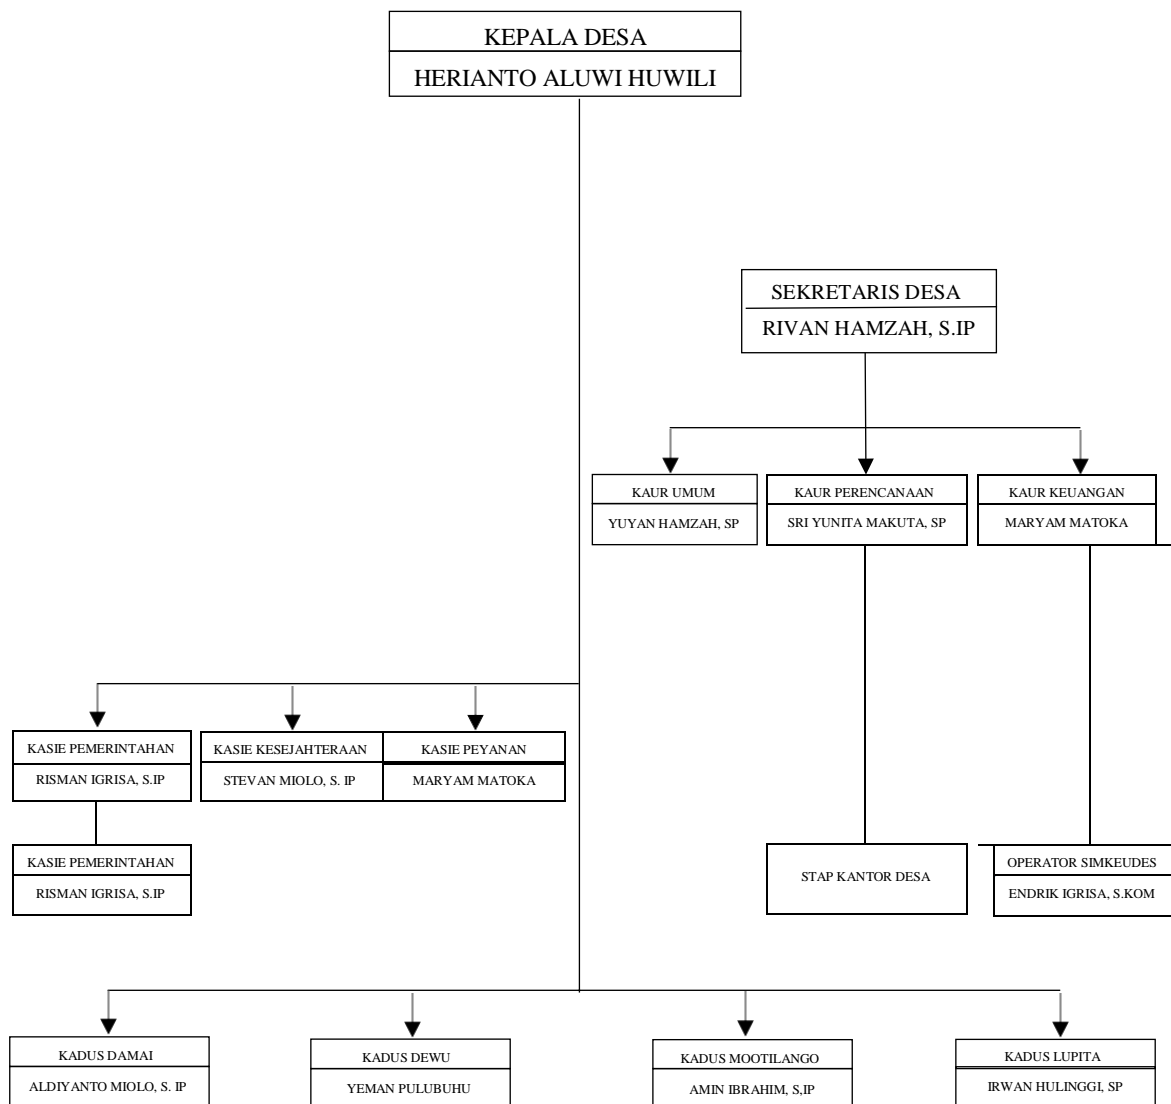 KEPALA DESA
HERIANTO ALUWI HUWILI
SEKRETARIS DESA
RIVAN HAMZAH, S.IP
KAUR UMUM
YUYAN HAMZAH, SP
KAUR PERENCANAAN
SRI YUNITA MAKUTA, SP
KAUR KEUANGAN
MARYAM MATOKA
KASIE PEMERINTAHAN
RISMAN IGRISA, S.IP
KASIE KESEJAHTERAAN
STEVAN MIOLO, S. IP
KASIE PEYANAN
MARYAM MATOKA
KASIE PEMERINTAHAN
RISMAN IGRISA, S.IP
STAP KANTOR DESA
OPERATOR SIMKEUDES
ENDRIK IGRISA, S.KOM
KADUS DAMAI
ALDIYANTO MIOLO, S. IP
KADUS DEWU
YEMAN PULUBUHU
KADUS MOOTILANGO
AMIN IBRAHIM, S,IP
KADUS LUPITA
IRWAN HULINGGI, SP